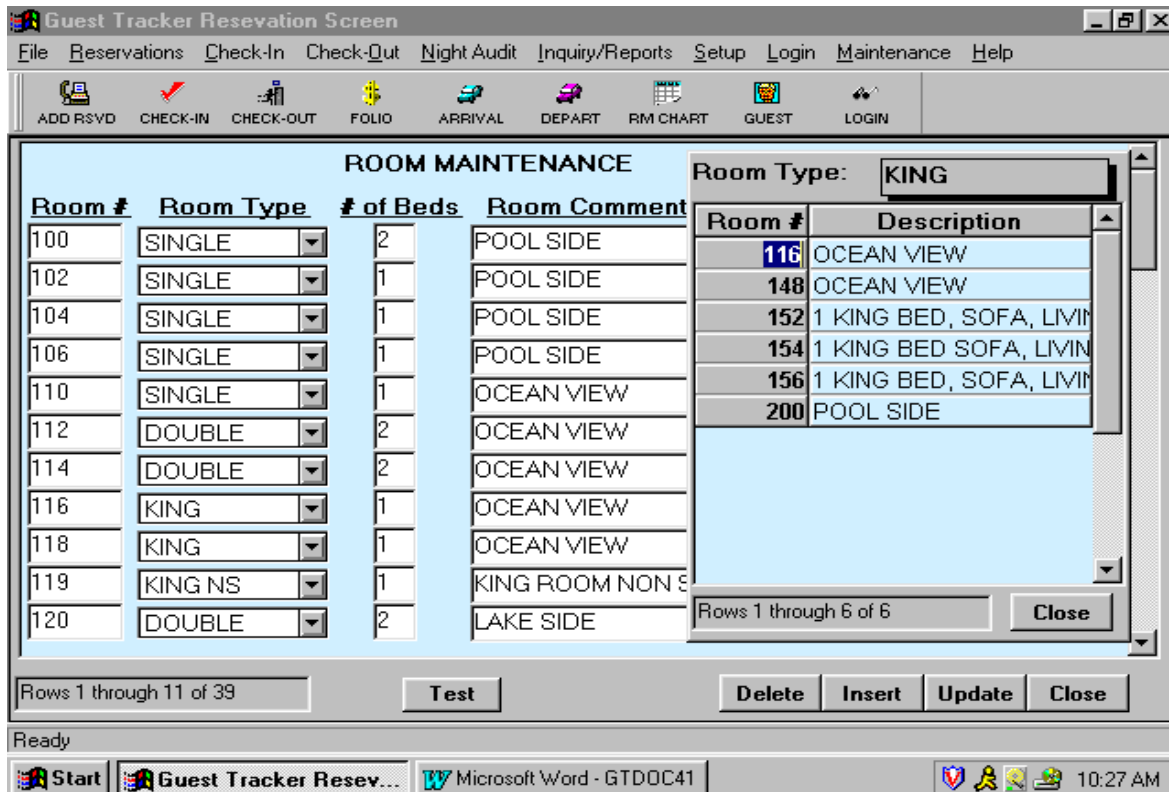 Guest Tracker Resevation Screen
File Reservations Check-In Check-Out Night Audit Inquiry/Reports Setup Login Maintenance Help
ADD RSVD CHECK-IN CHECK-OUT FOLIO ARRIVAL DEPART RM CHART GUEST LOGIN
ROOM MAINTENANCE
Room # Room Type # of Beds Room Comment
100 SINGLE 2 POOL SIDE
102 SINGLE 1 POOL SIDE
104 SINGLE 1 POOL SIDE
106 SINGLE 1 POOL SIDE
110 SINGLE 1 OCEAN VIEW
112 DOUBLE 2 OCEAN VIEW
114 DOUBLE 2 OCEAN VIEW
116 KING 1 OCEAN VIEW
118 KING 1 OCEAN VIEW
119 KING NS 1 KING ROOM NON S
120 DOUBLE 2 LAKE SIDE
Room Type: KING
Room # Description
116 OCEAN VIEW
148 OCEAN VIEW
152 1 KING BED, SOFA, LIVIN
154 1 KING BED SOFA, LIVIN
156 1 KING BED, SOFA, LIVIN
200 POOL SIDE
Rows 1 through 6 of 6 Close
Rows 1 through 11 of 39 Test Delete Insert Update Close
Ready
Start Guest Tracker Resev... Microsoft Word - GTDOC41 10:27 AM